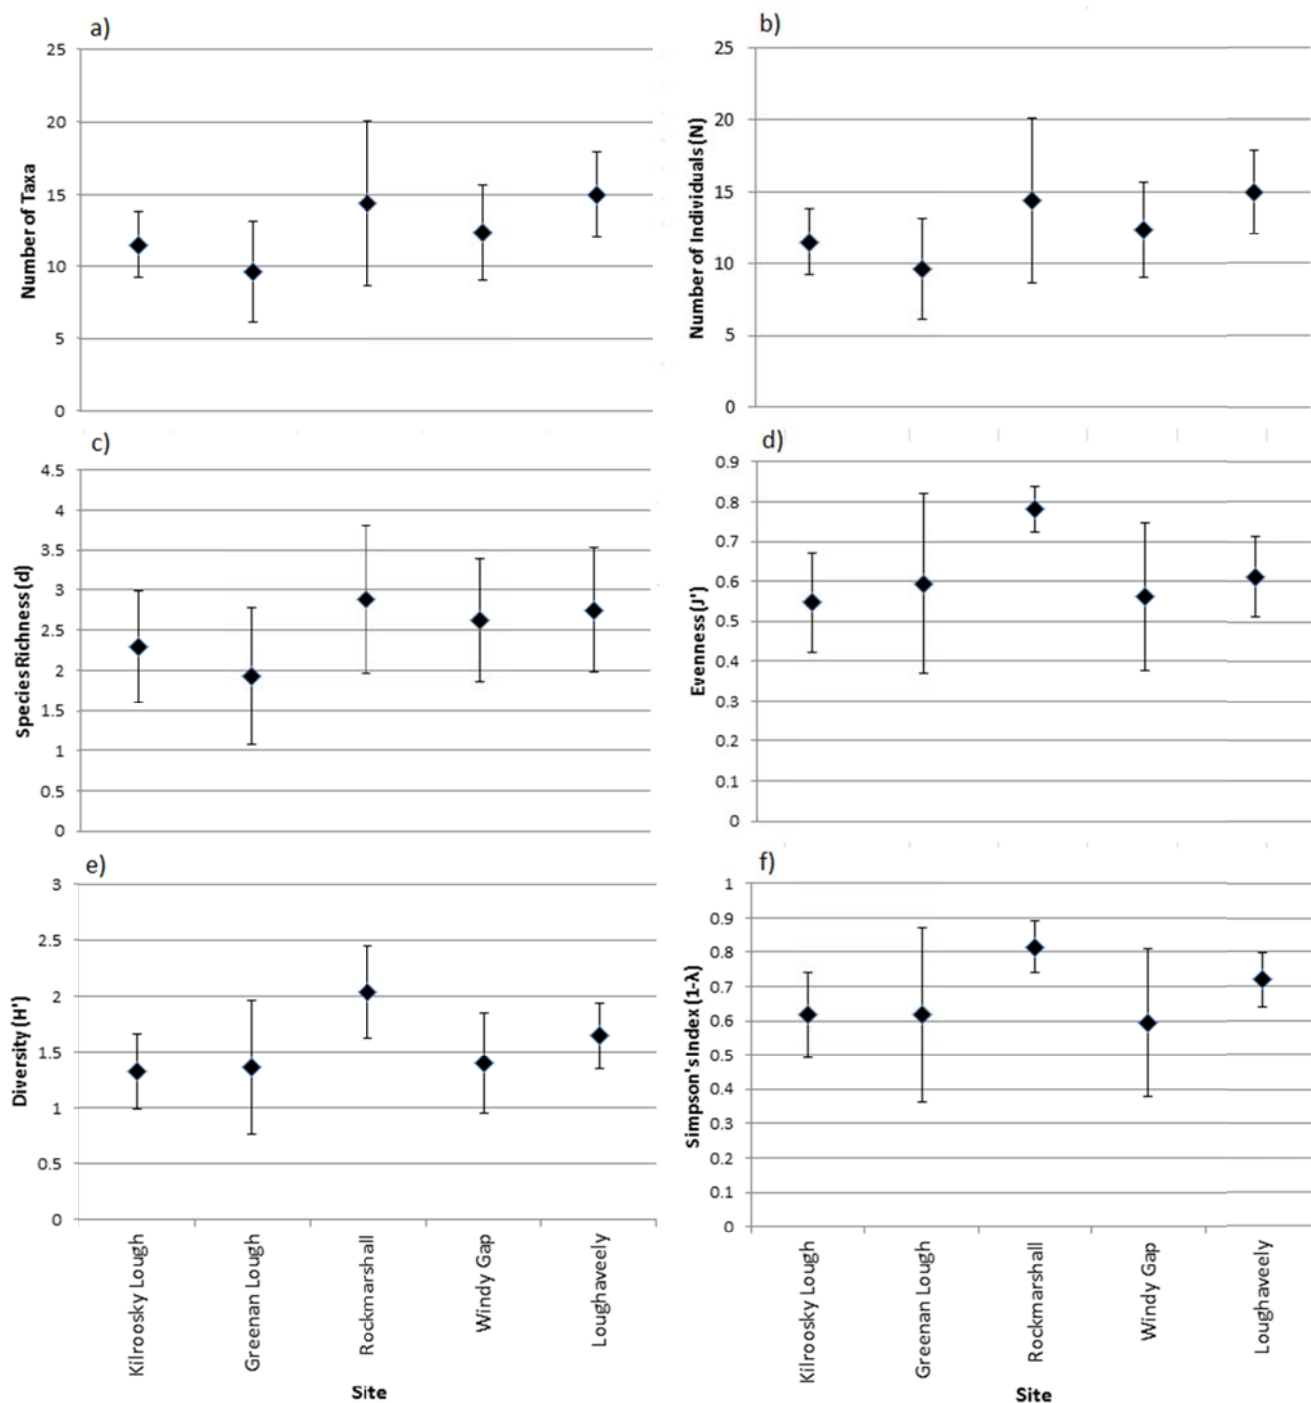 a)
25
20
15
10
5
0
Number of Taxa
b)
25
20
15
10
5
0
Number of Individuals (N)
c)
4.5
4
3.5
3
2.5
2
1.5
1
0.5
0
Species Richness (d)
d)
0.9
0.8
0.7
0.6
0.5
0.4
0.3
0.2
0.1
0
Evenness (J')
e)
3
2.5
2
1.5
1
0.5
0
Diversity (H')
Kilroosky Lough
Greenan Lough
Rockmarshall
Windy Gap
Loughaveely
Site
f)
1
0.9
0.8
0.7
0.6
0.5
0.4
0.3
0.2
0.1
0
Simpson's Index (1-λ)
Kilroosky Lough
Greenan Lough
Rockmarshall
Windy Gap
Loughaveely
Site